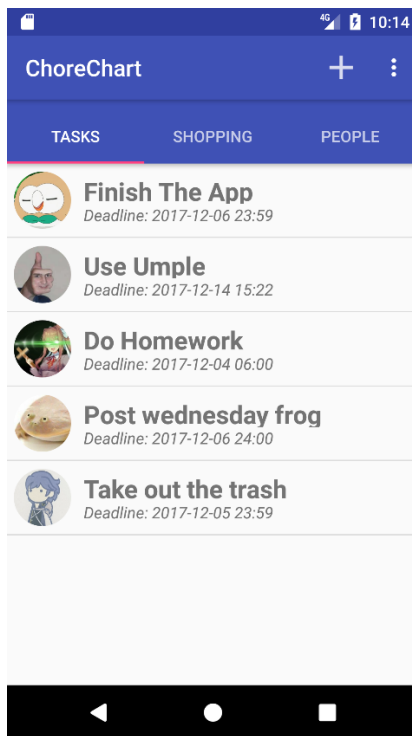 4G 10:14
ChoreChart
TASKS SHOPPING PEOPLE
Finish The App
Deadline: 2017-12-06 23:59
Use Umple
Deadline: 2017-12-14 15:22
Do Homework
Deadline: 2017-12-04 06:00
Post wednesday frog
Deadline: 2017-12-06 24:00
Take out the trash
Deadline: 2017-12-05 23:59